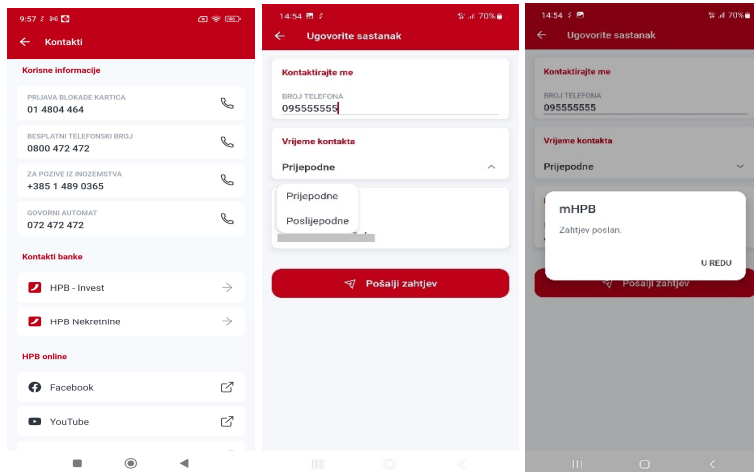 9:57
Kontakti
Korisne informacije
PRIJAVA BLOKADE KARTICA
01 4804 464
BESPLATNI TELEFONSKI BROJ
0800 472 472
ZA POZIVE IZ INOZEMSTVA
+385 1 489 0365
GOVORNI AUTOMAT
072 472 472
Kontakti banke
HPB - Invest
HPB Nekretnine
HPB online
Facebook
YouTube
14:54
70%
Ugovorite sastanak
Kontaktirajte me
BROJ TELEFONA
095555555
Vrijeme kontakta
Prijepodne
Prijepodne
Poslijepodne
Pošalji zahtjev
14:54
70%
Ugovorite sastanak
Kontaktirajte me
BROJ TELEFONA
095555555
Vrijeme kontakta
Prijepodne
mHPB
Zahtjev poslan.
U REDU
Pošalji zahtjev